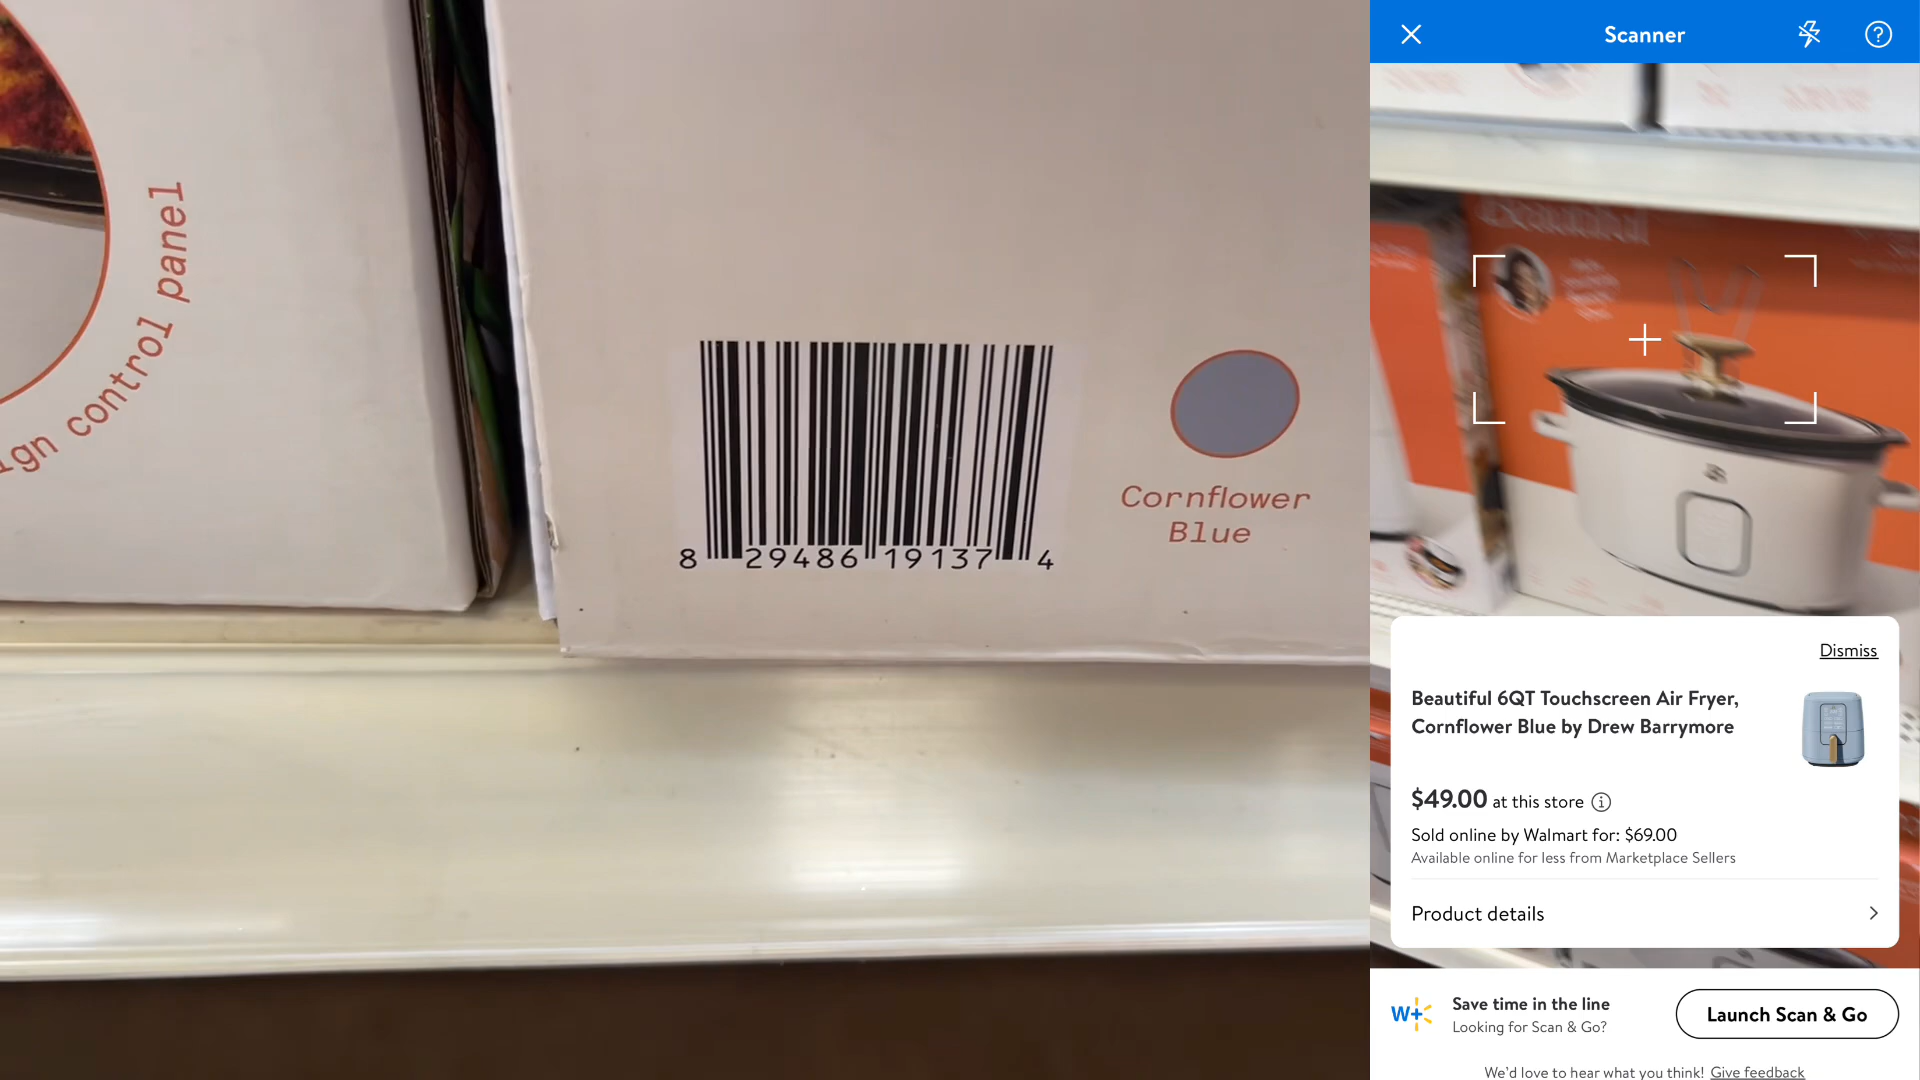 ign control panel
8 29486 19137 4
Cornflower
Blue
Scanner
Beautiful
Dismiss
Beautiful 6QT Touchscreen Air Fryer,
Cornflower Blue by Drew Barrymore
$49.00 at this store
Sold online by Walmart for: $69.00
Available online for less from Marketplace Sellers
Product details
W+
Save time in the line
Looking for Scan & Go?
Launch Scan & Go
We'd love to hear what you think! Give feedback